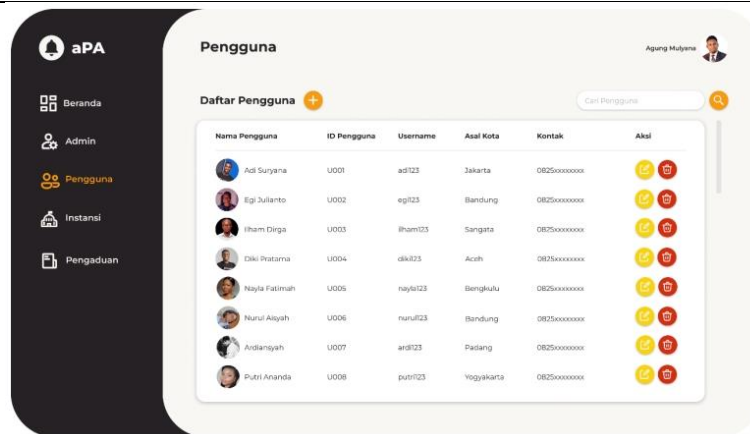 aPA
Beranda
Admin
Pengguna
Instansi
Pengaduan
Pengguna
Agung Mulyana
Daftar Pengguna
Cari Pengguna
Nama Pengguna ID Pengguna Username Asal Kota Kontak Aksi
Adi Suryana U001 adi123 Jakarta 0825xxxxxxxx
Egi Julianto U002 egi123 Bandung 0825xxxxxxxx
Ilham Dirga U003 ilham123 Sangata 0825xxxxxxxx
Diki Pratama U004 diki123 Aceh 0825xxxxxxxx
Nayla Fatimah U005 nayla123 Bengkulu 0825xxxxxxxx
Nurul Aisyah U006 nurul123 Bandung 0825xxxxxxxx
Ardiansyah U007 ardi123 Padang 0825xxxxxxxx
Putri Ananda U008 putri123 Yogyakarta 0825xxxxxxxx